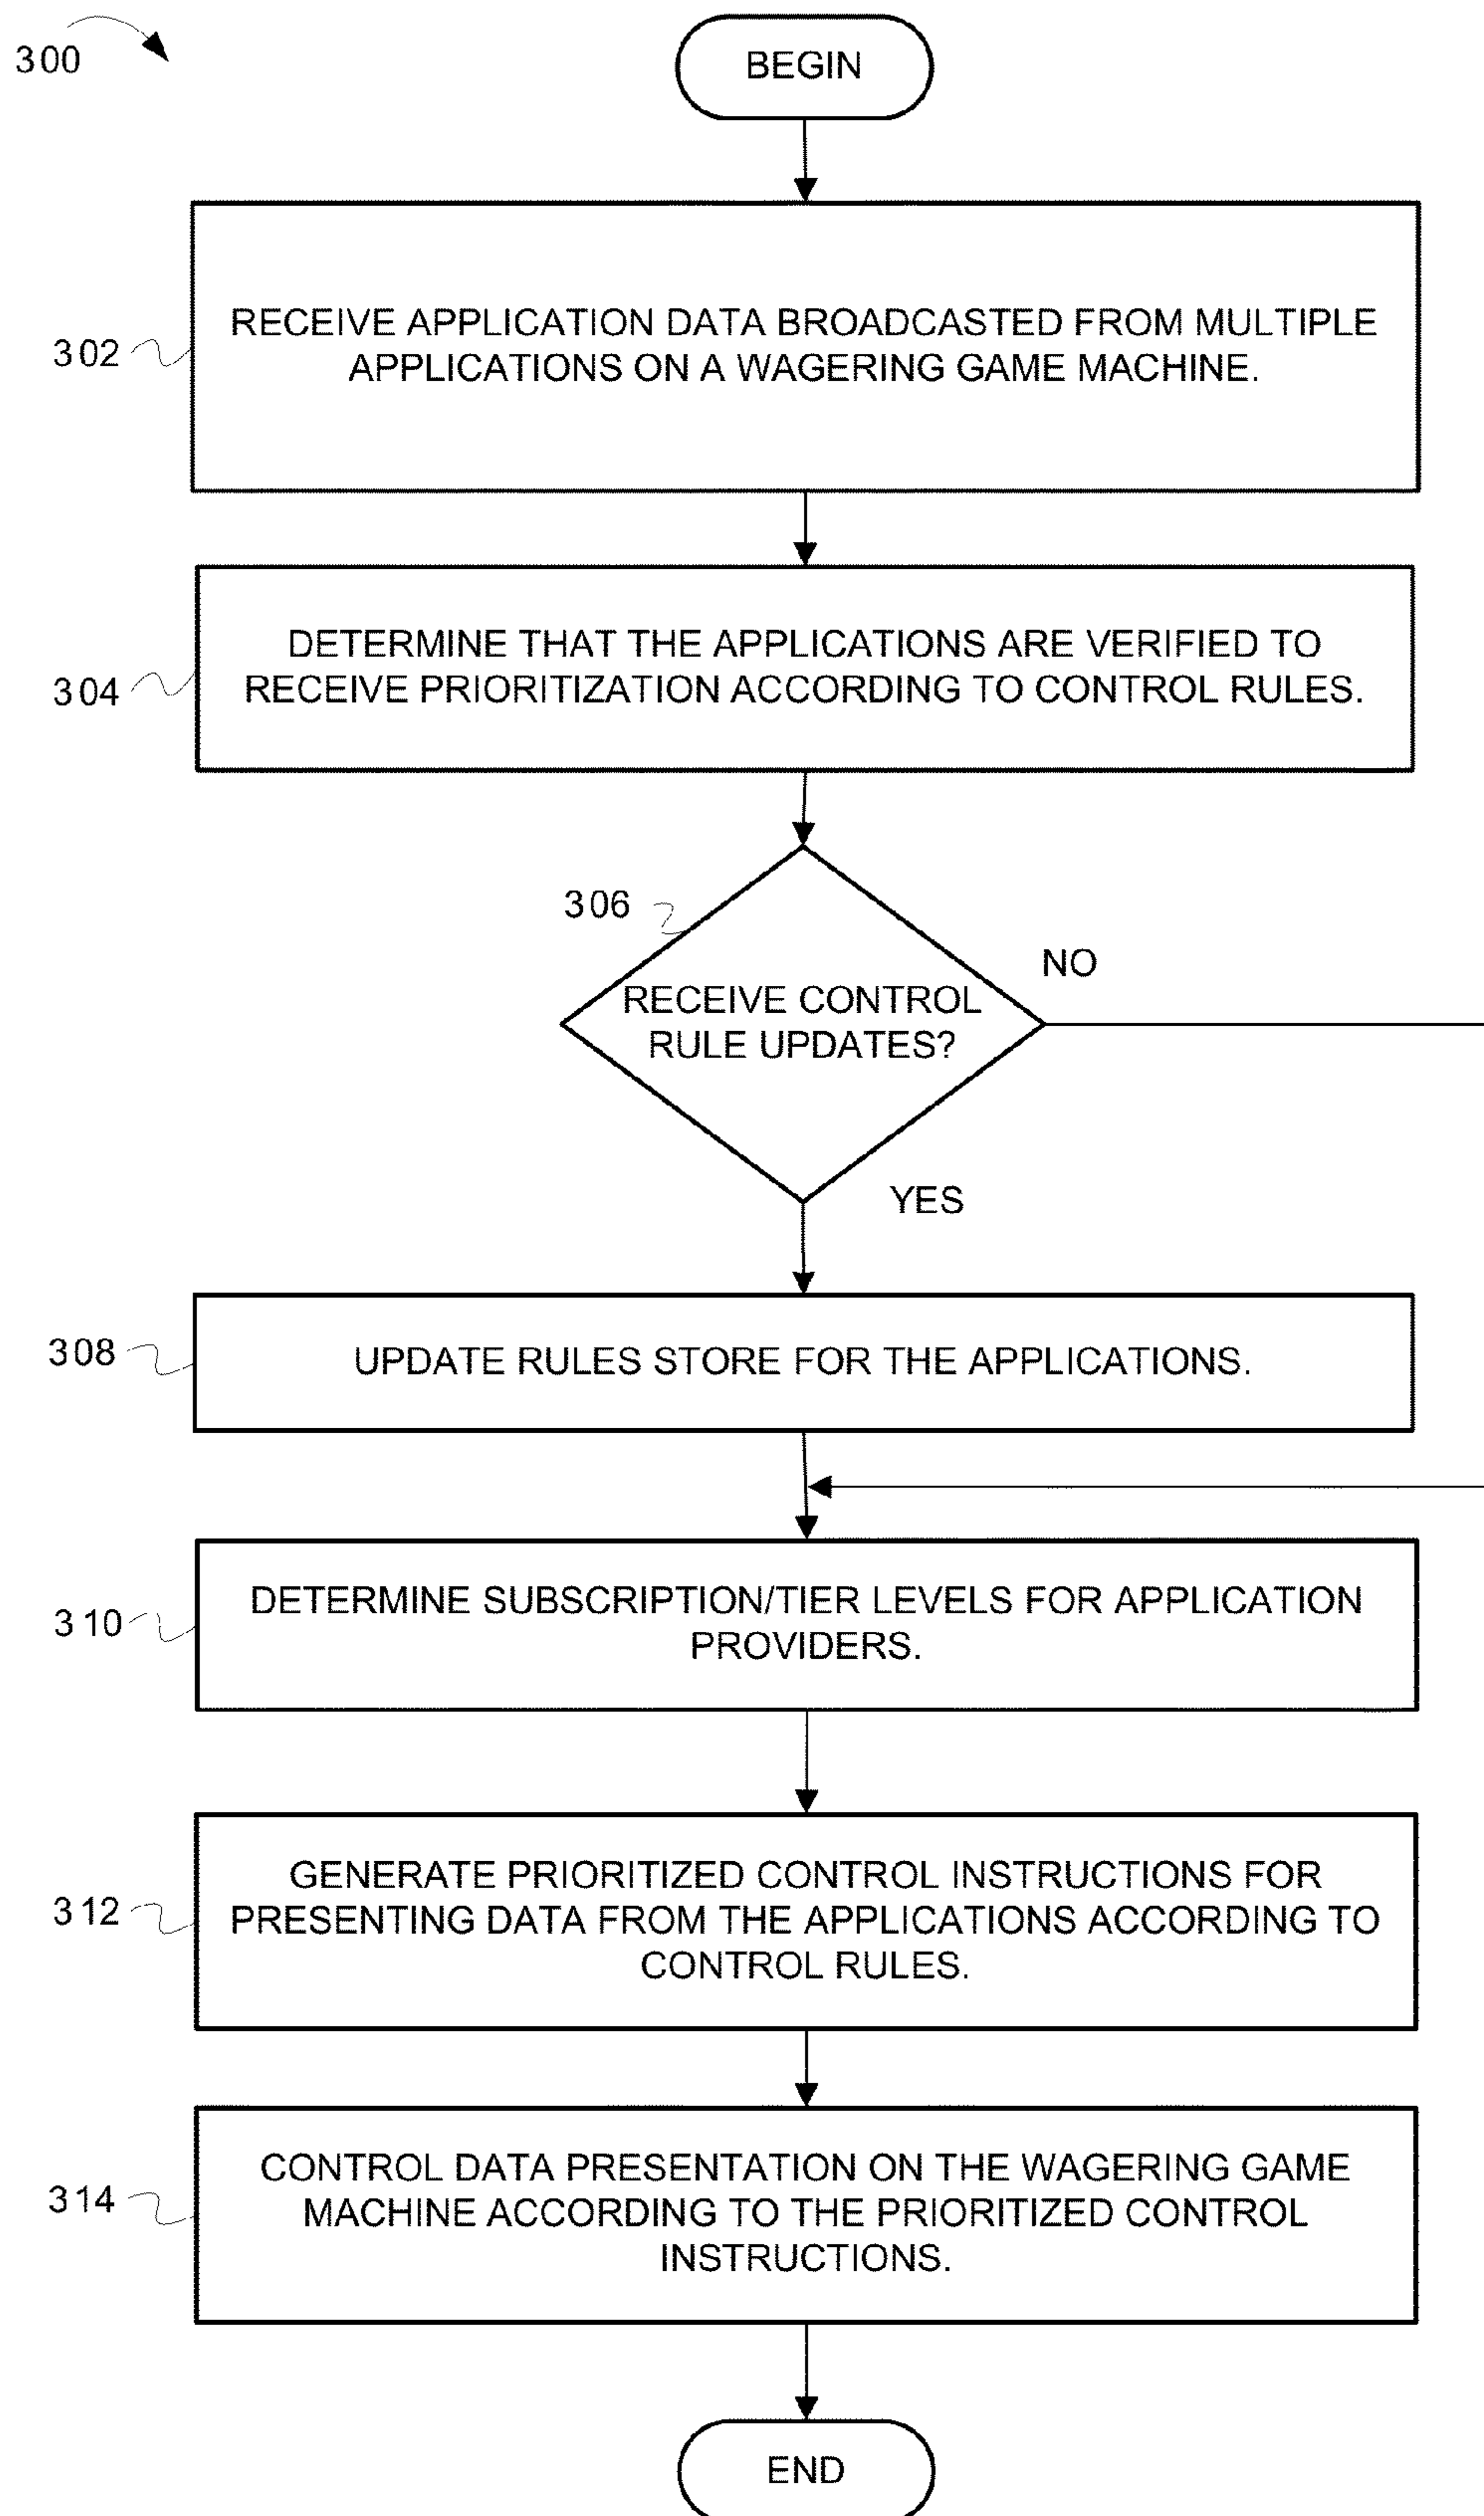 300
BEGIN
302
RECEIVE APPLICATION DATA BROADCASTED FROM MULTIPLE
APPLICATIONS ON A WAGERING GAME MACHINE.
304
DETERMINE THAT THE APPLICATIONS ARE VERIFIED TO
RECEIVE PRIORITIZATION ACCORDING TO CONTROL RULES.
306
NO
RECEIVE CONTROL
RULE UPDATES?
YES
308
UPDATE RULES STORE FOR THE APPLICATIONS.
310
DETERMINE SUBSCRIPTION/TIER LEVELS FOR APPLICATION
PROVIDERS.
312
GENERATE PRIORITIZED CONTROL INSTRUCTIONS FOR
PRESENTING DATA FROM THE APPLICATIONS ACCORDING TO
CONTROL RULES.
314
CONTROL DATA PRESENTATION ON THE WAGERING GAME
MACHINE ACCORDING TO THE PRIORITIZED CONTROL
INSTRUCTIONS.
END